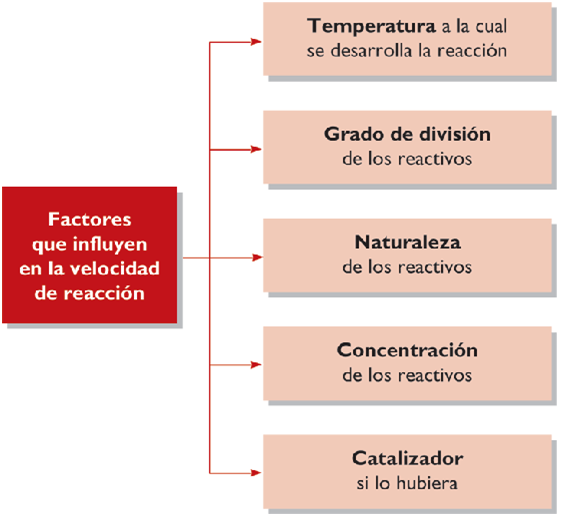 Temperatura a la cual
se desarrolla la reacción
Grado de división
de los reactivos
Factores
que influyen
en la velocidad
de reacción
Naturaleza
de los reactivos
Concentración
de los reactivos
Catalizador
si lo hubiera